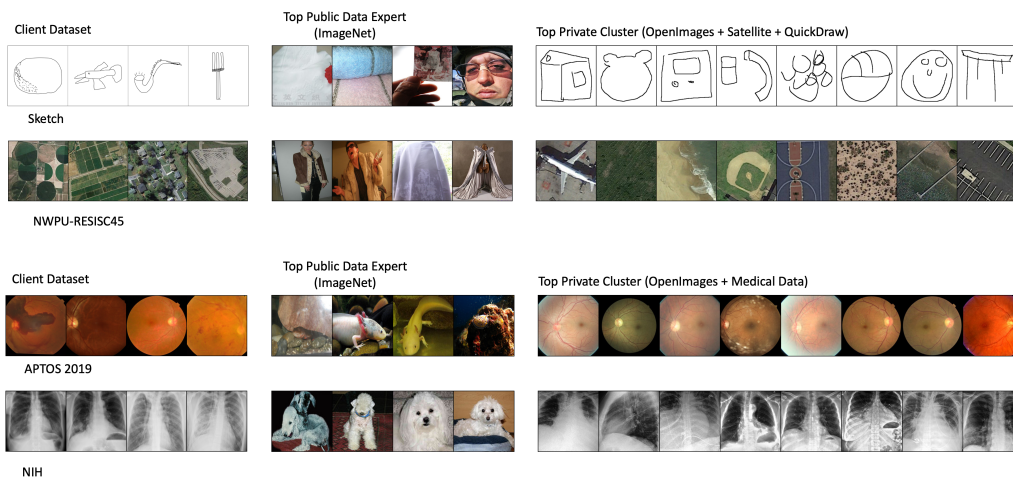 Client Dataset
Top Public Data Expert
(ImageNet)
Top Private Cluster (OpenImages + Satellite + QuickDraw)
Sketch
NWPU-RESISC45
Client Dataset
Top Public Data Expert
(ImageNet)
Top Private Cluster (OpenImages + Medical Data)
APTOS 2019
NIH